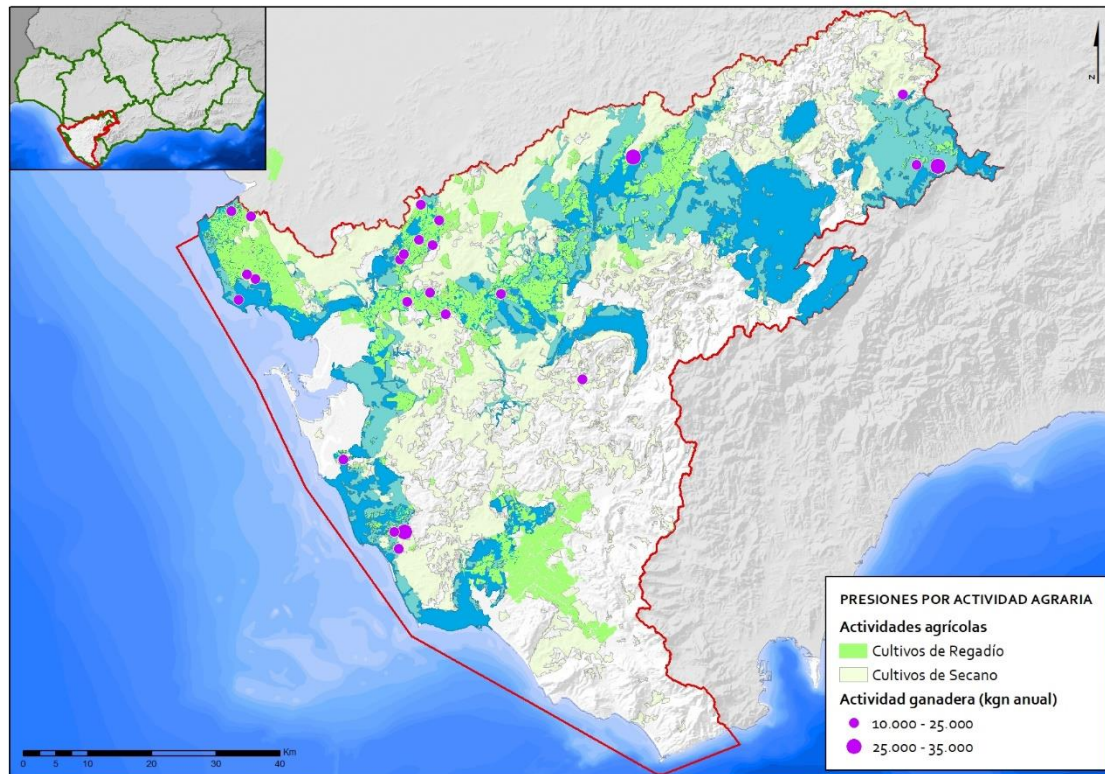 N
PRESIONES POR ACTIVIDAD AGRARIA
Actividades agrícolas
Cultivos de Regadío
Cultivos de Secano
Actividad ganadera (kgn anual)
10.000 - 25.000
25.000 - 35.000
Km
0 5 10 20 30 40